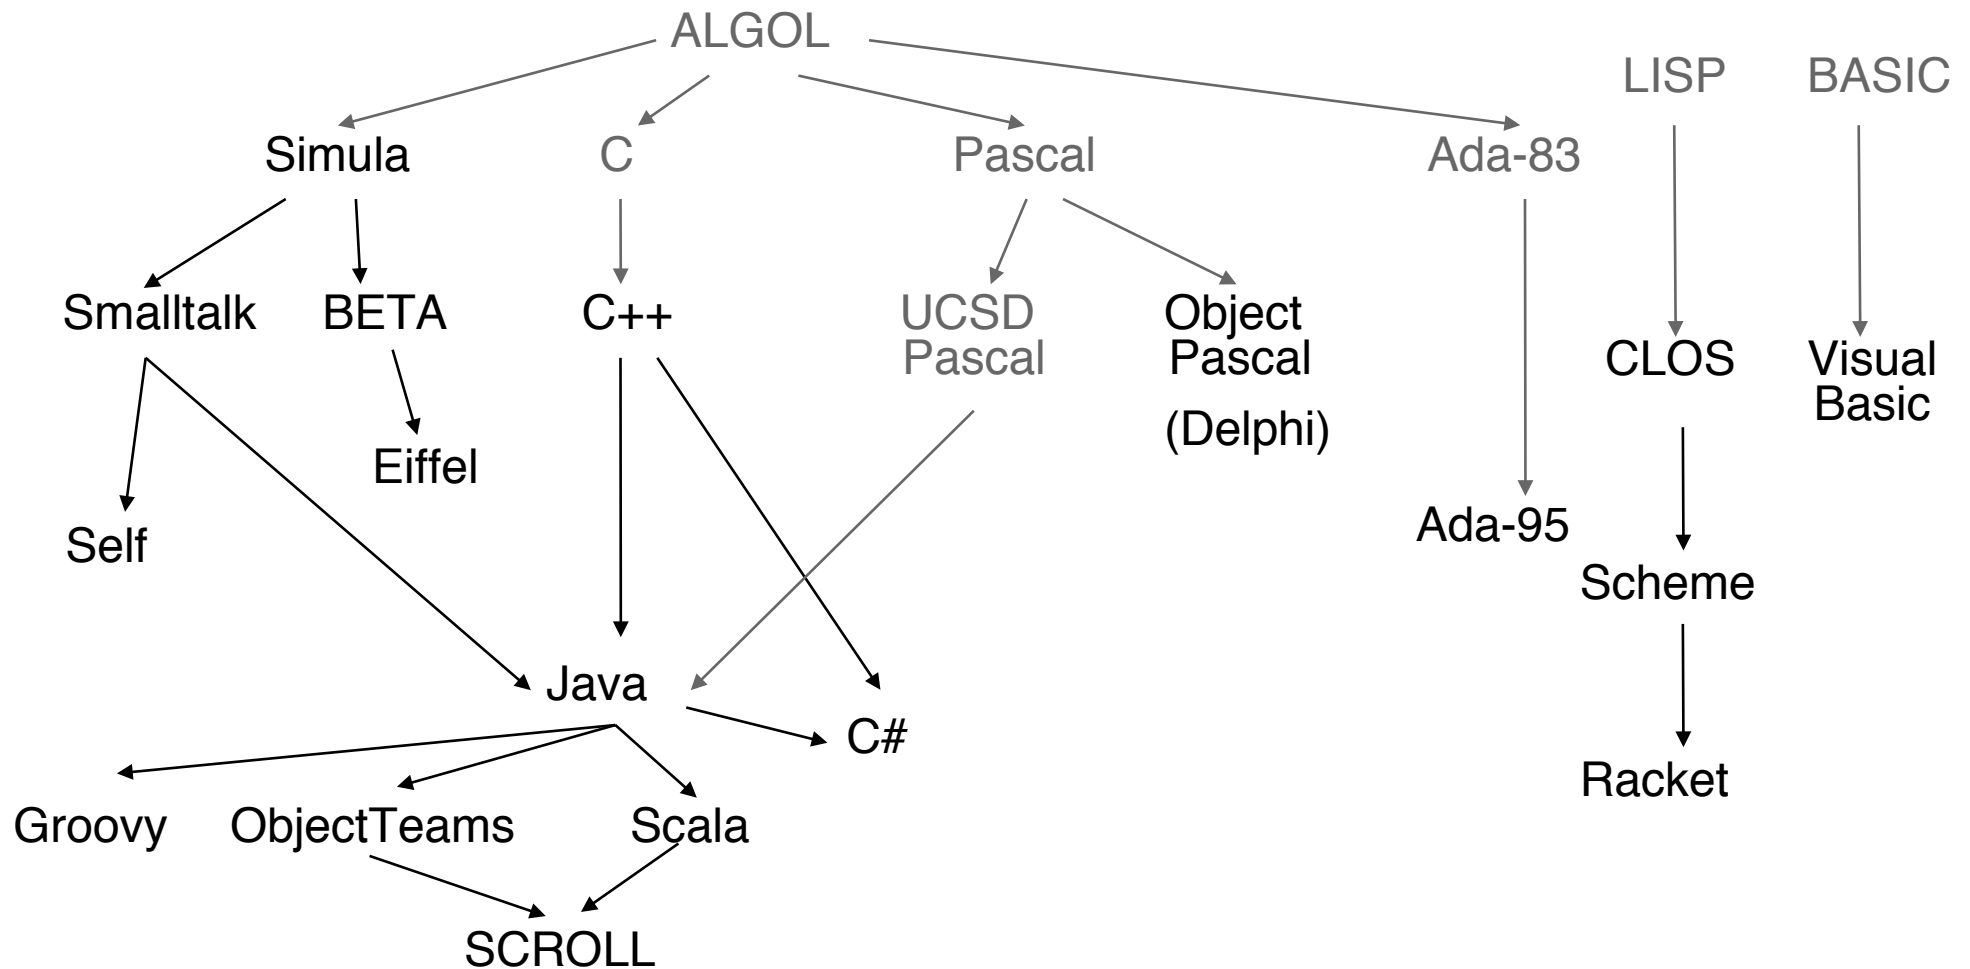 ALGOL
LISP
BASIC
Simula
C
Pascal
Ada-83
Smalltalk
BETA
C++
UCSD
Pascal
Object
Pascal
(Delphi)
CLOS
Visual
Basic
Eiffel
Self
Ada-95
Scheme
Java
C#
Racket
Groovy
ObjectTeams
Scala
SCROLL